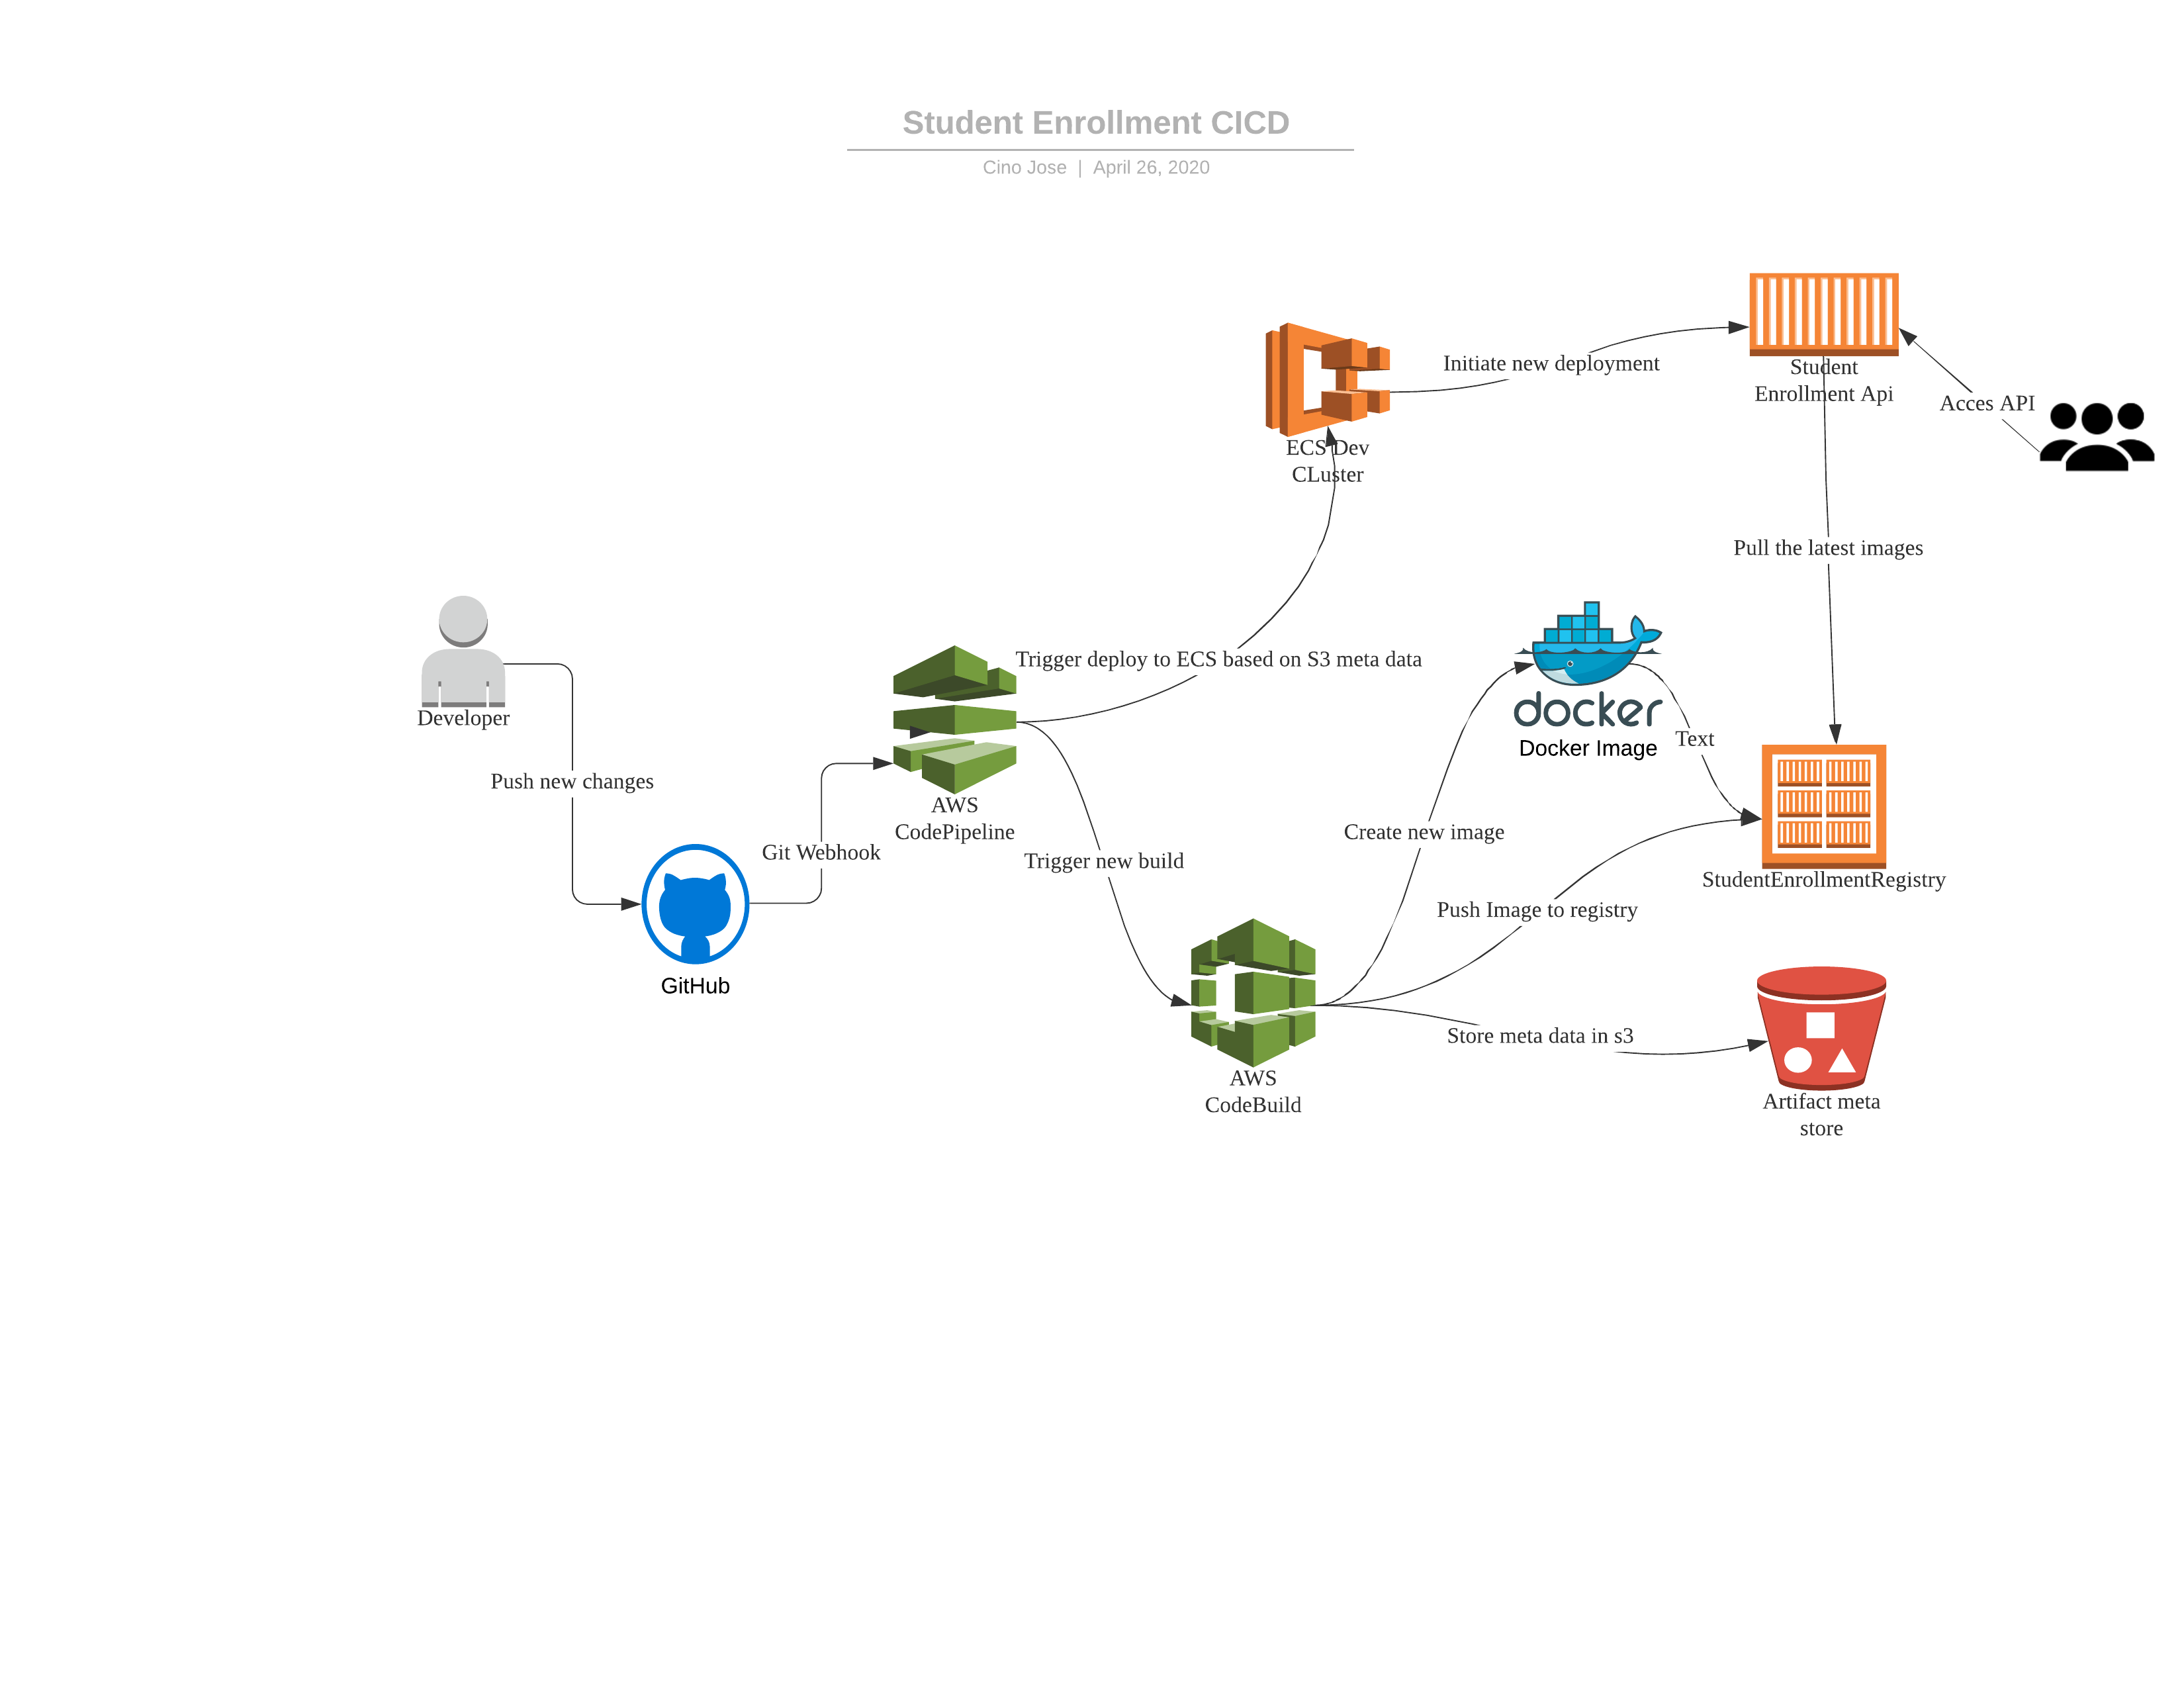 Student Enrollment CICD
Cino Jose | April 26, 2020
Initiate new deployment
Student
Enrollment Api
Acces API
ECS Dev
CLuster
Pull the latest images
Trigger deploy to ECS based on S3 meta data
Developer
docker
Docker Image
Text
Push new changes
AWS
CodePipeline
Git Webhook
Trigger new build
Create new image
StudentEnrollmentRegistry
Push Image to registry
GitHub
Store meta data in s3
AWS
CodeBuild
Artifact meta
store